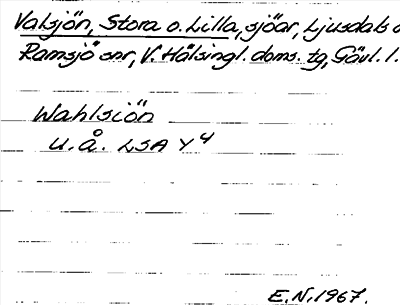 Valsjön, Stora o. Lilla, sjöar, Ljusdals o
Ramsjö snr, V. Hälsingl. doms. tg, Gävl. l.
Wahlsiön
u. å. LSA Y4
E.N. 1967.